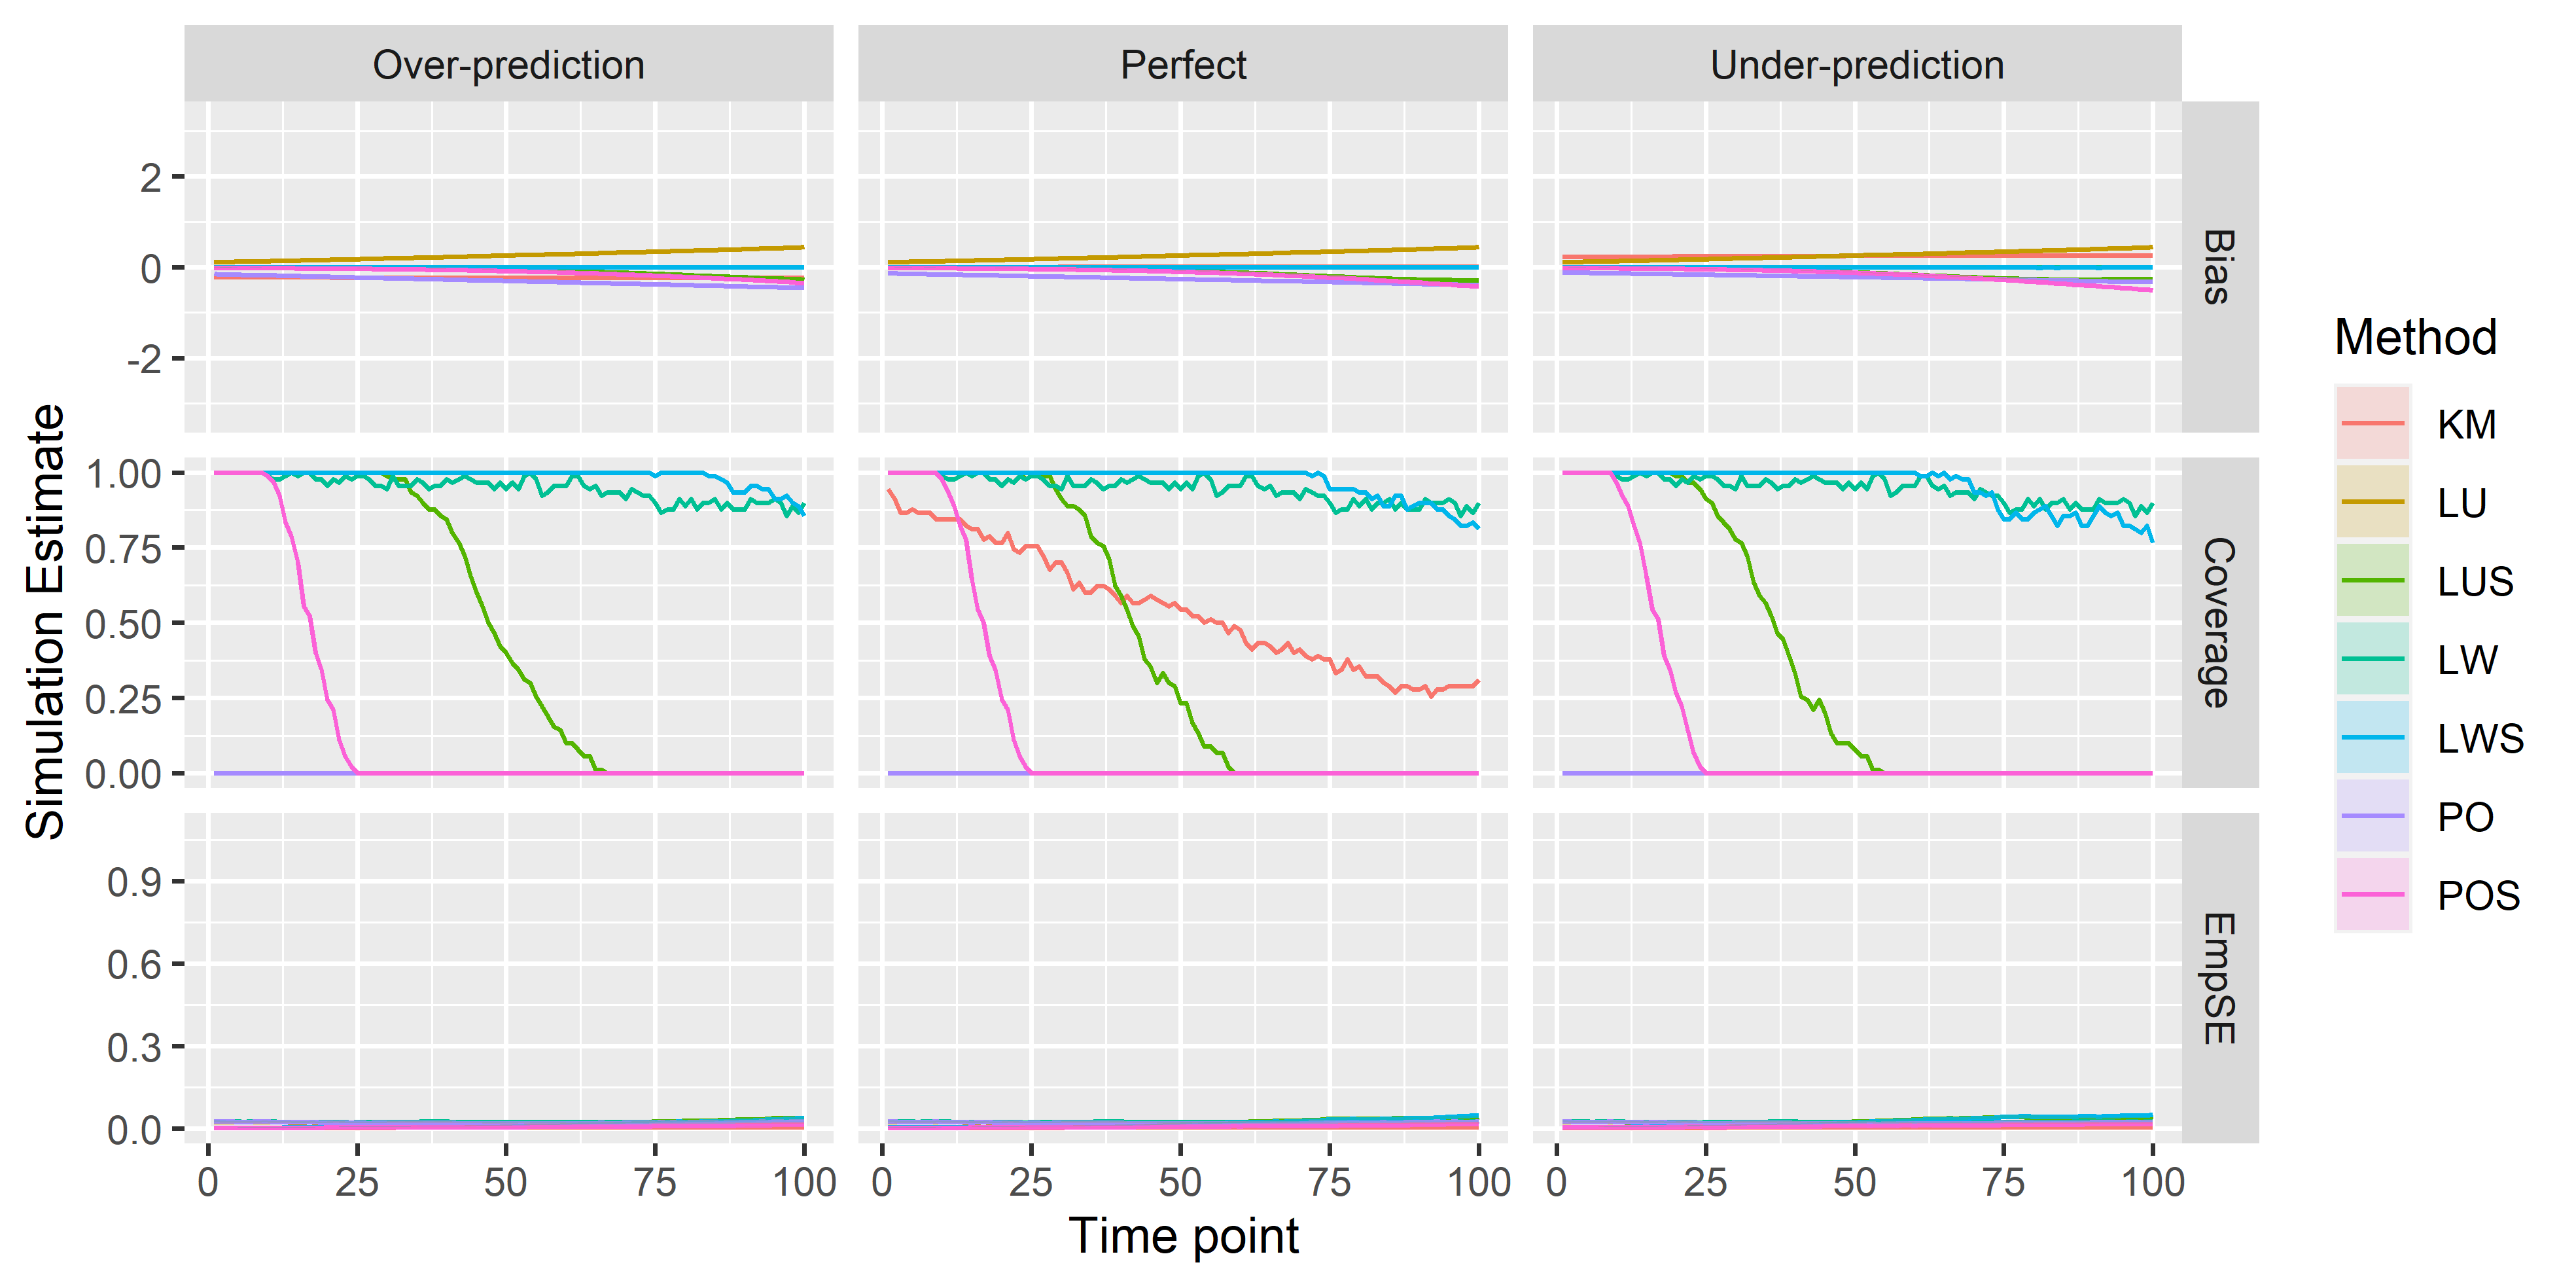 Over-prediction
Perfect
Under-prediction
Simulation Estimate
2
0
-2
Bias
1.00
0.75
0.50
0.25
0.00
Coverage
0.9
0.6
0.3
0.0
EmpSE
0 25 50 75 100
0 25 50 75 100
0 25 50 75 100
Time point
Method
KM
LU
LUS
LW
LWS
PO
POS